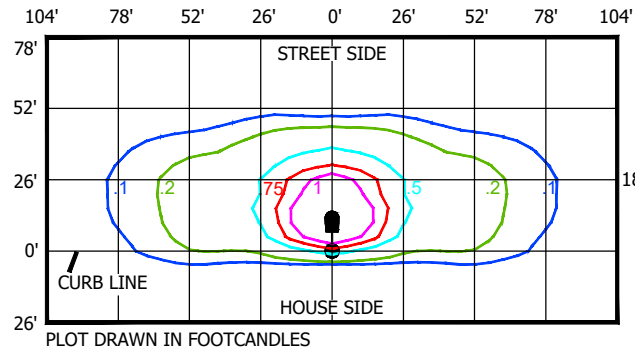 104' 78' 52' 26' 0' 26' 52' 78' 104'
78'
STREET SIDE
52'
26'
.1 .2 .75 1 .5 .2 .1
18
0'
CURB LINE
HOUSE SIDE
26'
PLOT DRAWN IN FOOTCANDLES